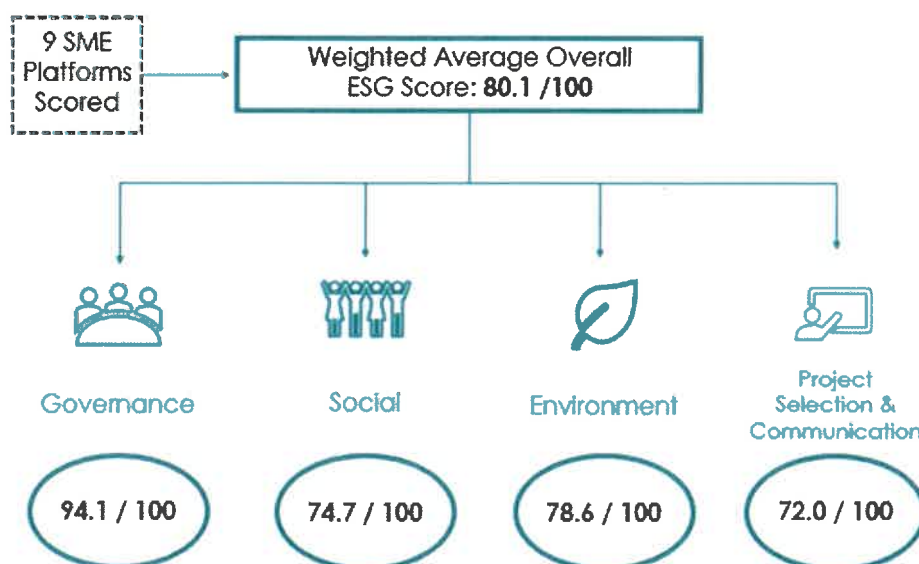 9 SME
Platforms
Scored
Weighted Average Overall
ESG Score: 80.1 /100
Governance
Social
Environment
Project
Selection &
Communication
94.1 / 100
74.7 / 100
78.6 / 100
72.0 / 100